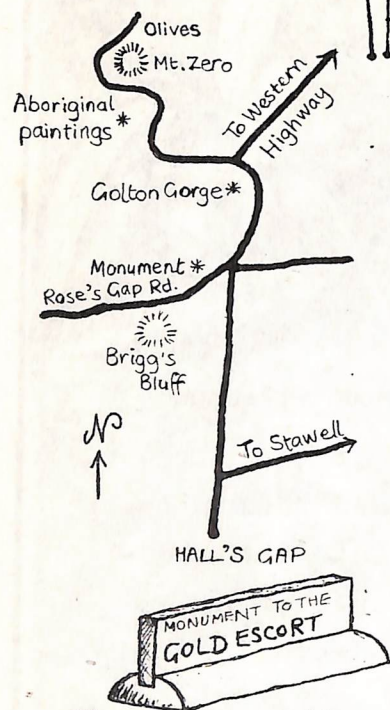 Olives
Mt. Zero
To Western
Highway
Aboriginal
paintings *
Golton Gorge *
Monument *
Rose's Gap Rd.
Brigg's
Bluff
N
To Stawell
HALL'S GAP
MONUMENT TO THE
GOLD ESCORT